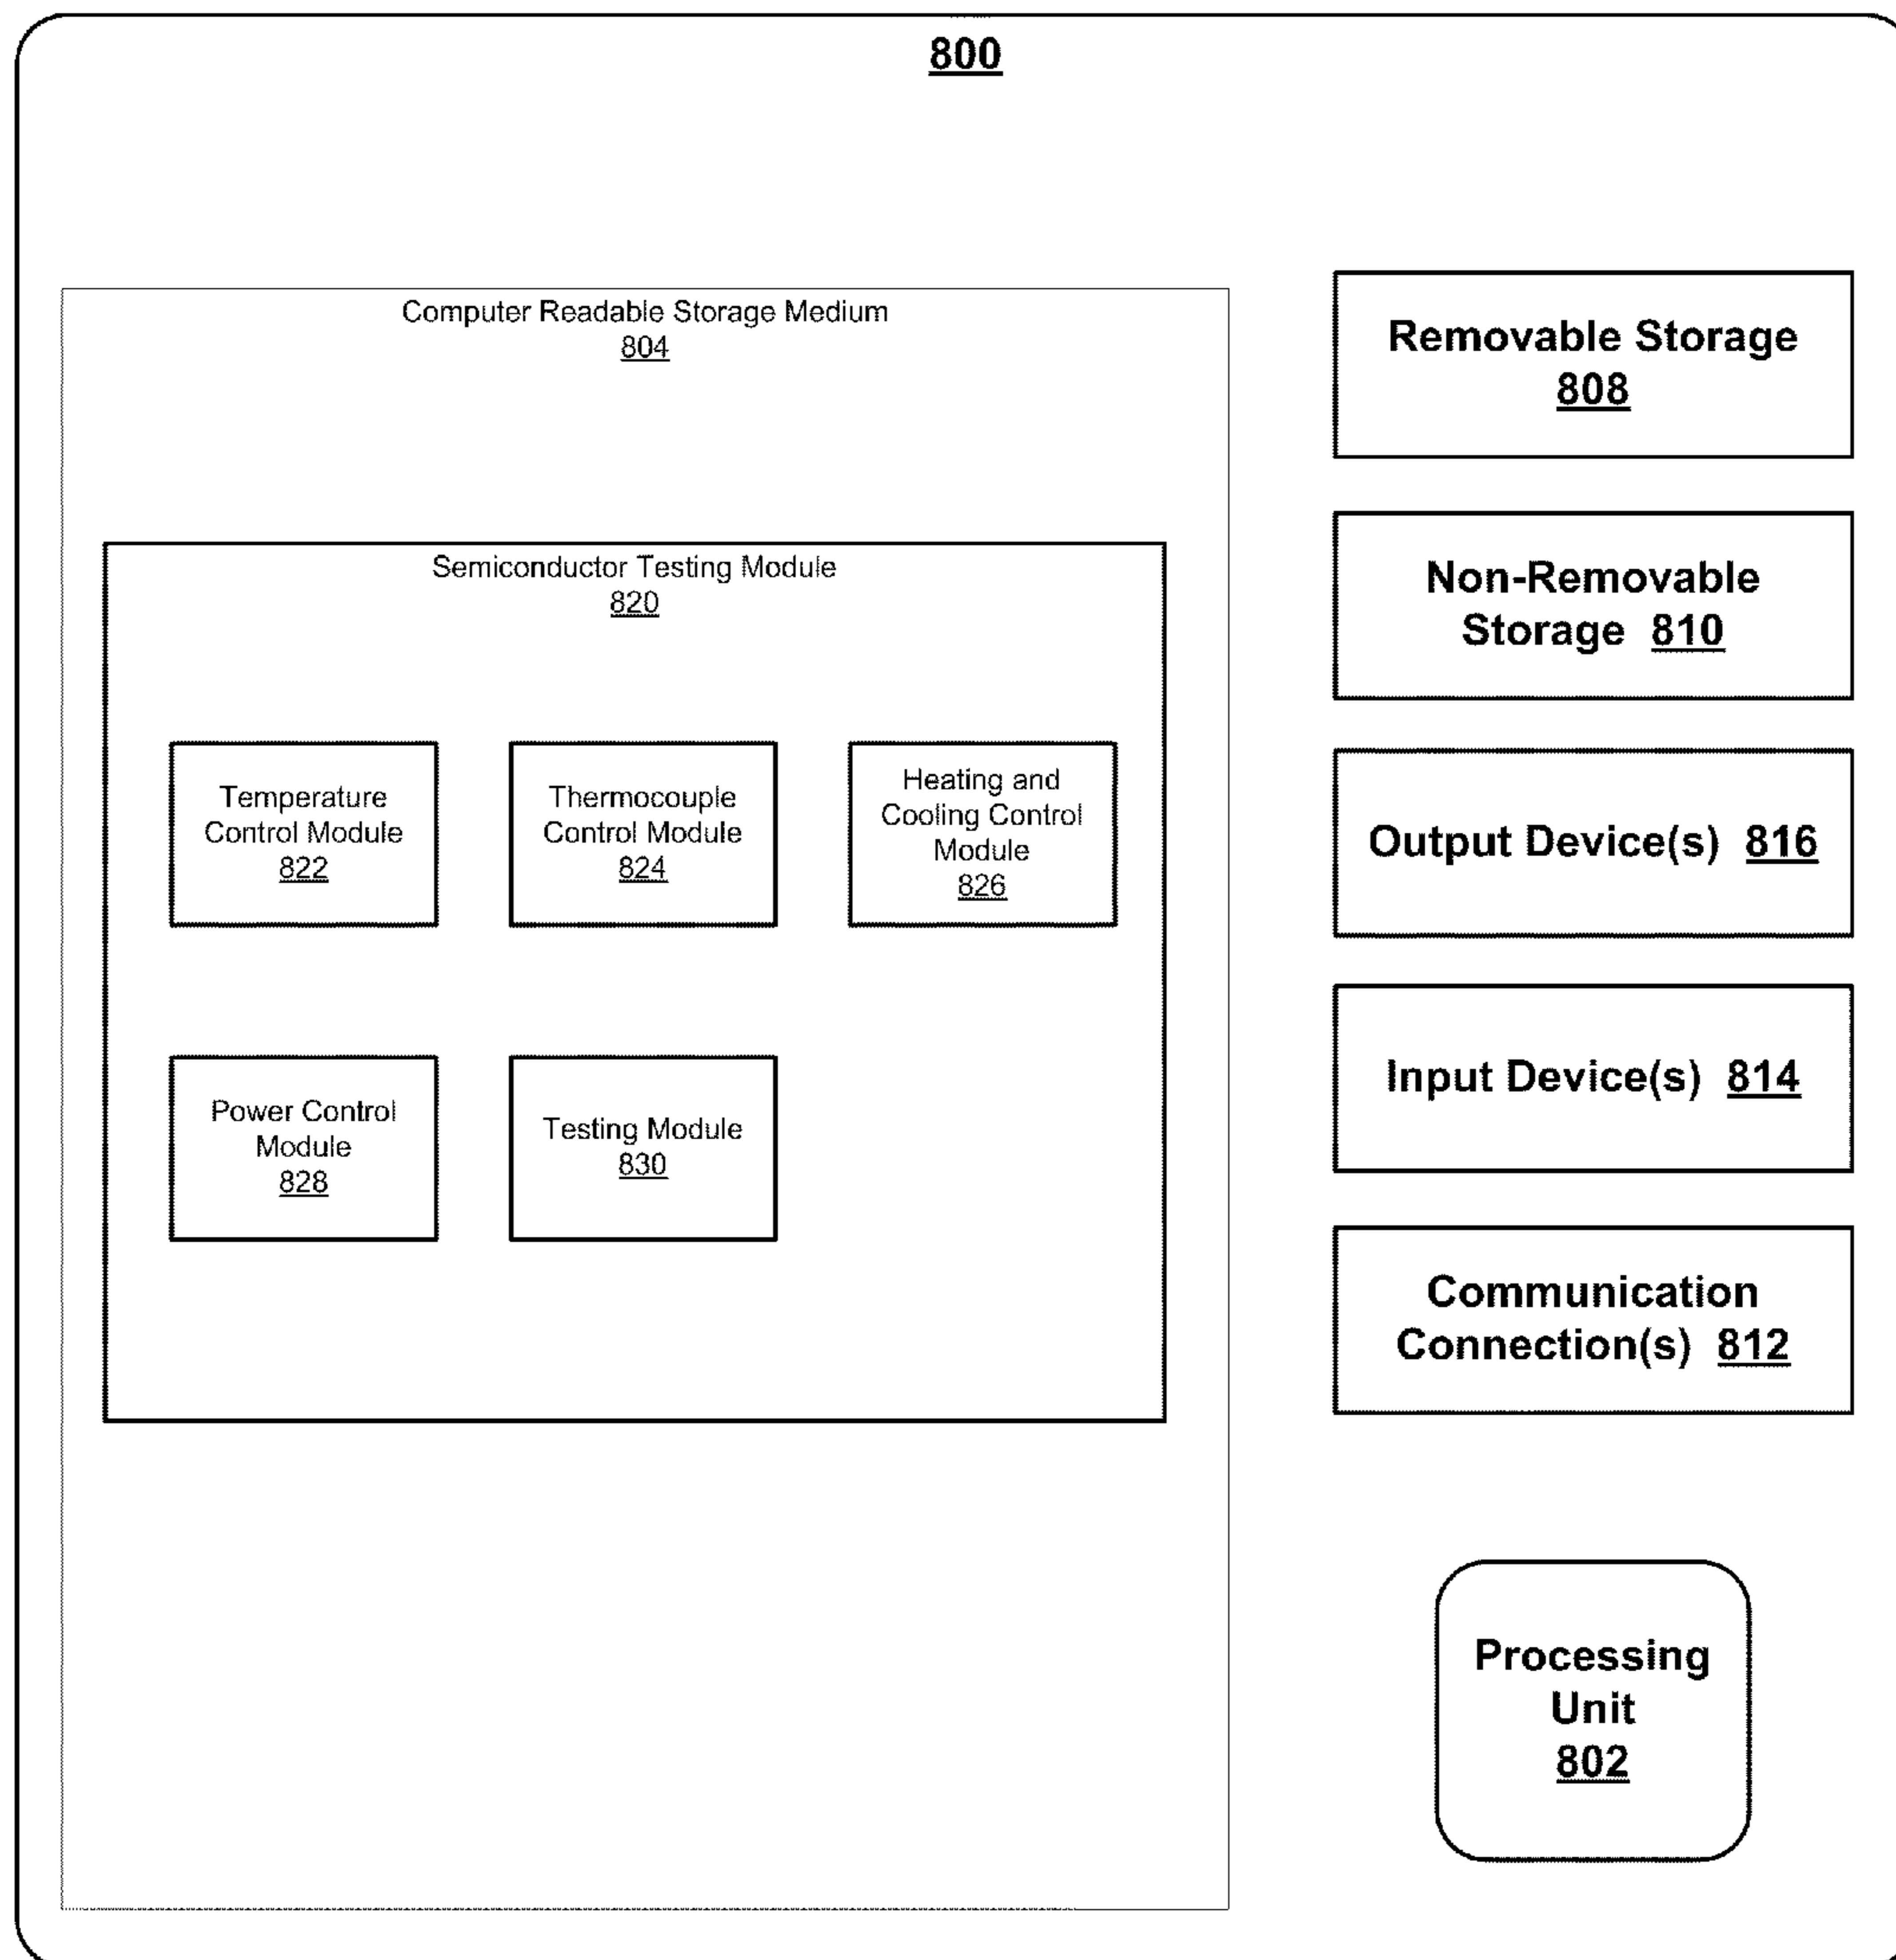 800
Computer Readable Storage Medium
804
Semiconductor Testing Module
820
Temperature
Control Module
822
Thermocouple
Control Module
824
Heating and
Cooling Control
Module
826
Power Control
Module
828
Testing Module
830
Removable Storage
808
Non-Removable
Storage 810
Output Device(s) 816
Input Device(s) 814
Communication
Connection(s) 812
Processing
Unit
802